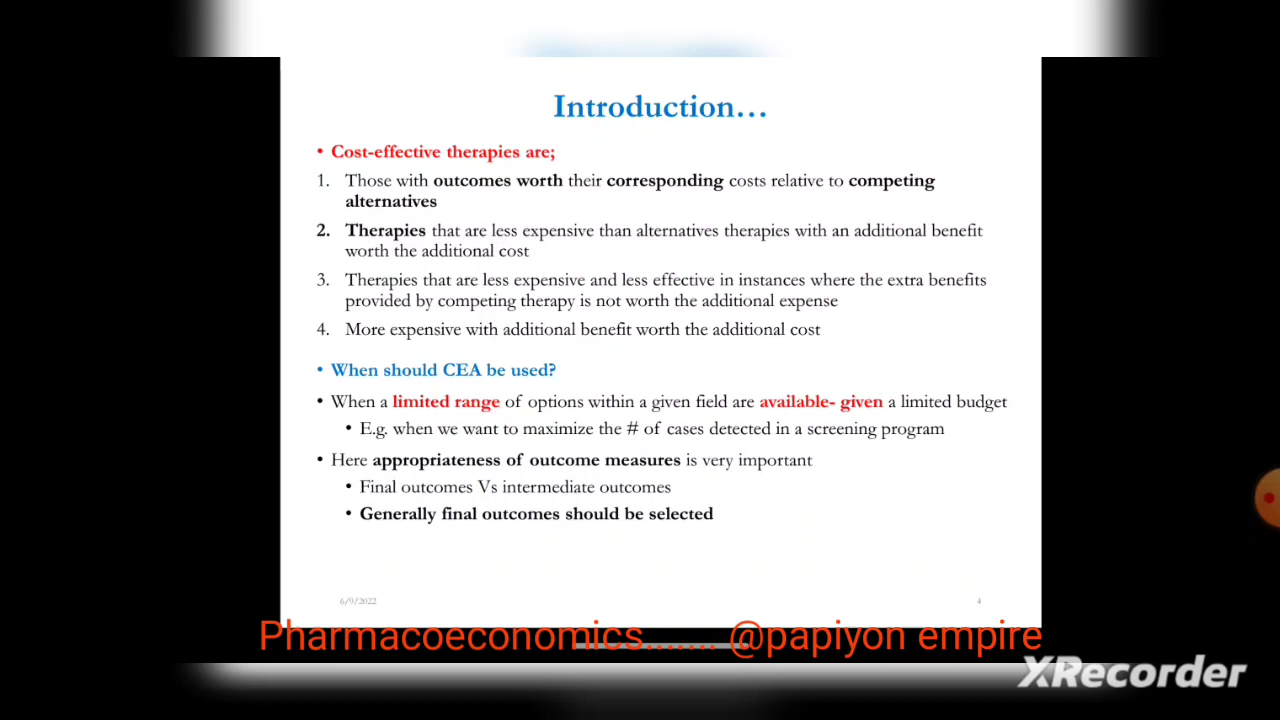 Introduction…
• Cost-effective therapies are;
1. Those with outcomes worth their corresponding costs relative to competing
alternatives
2. Therapies that are less expensive than alternatives therapies with an additional benefit
worth the additional cost
3. Therapies that are less expensive and less effective in instances where the extra benefits
provided by competing therapy is not worth the additional expense
4. More expensive with additional benefit worth the additional cost
• When should CEA be used?
• When a limited range of options within a given field are available- given a limited budget
• E.g. when we want to maximize the # of cases detected in a screening program
• Here appropriateness of outcome measures is very important
• Final outcomes Vs intermediate outcomes
• Generally final outcomes should be selected
6/9/2022 4
Pharmacoeconomics....... @papiyon empire
XRecorder